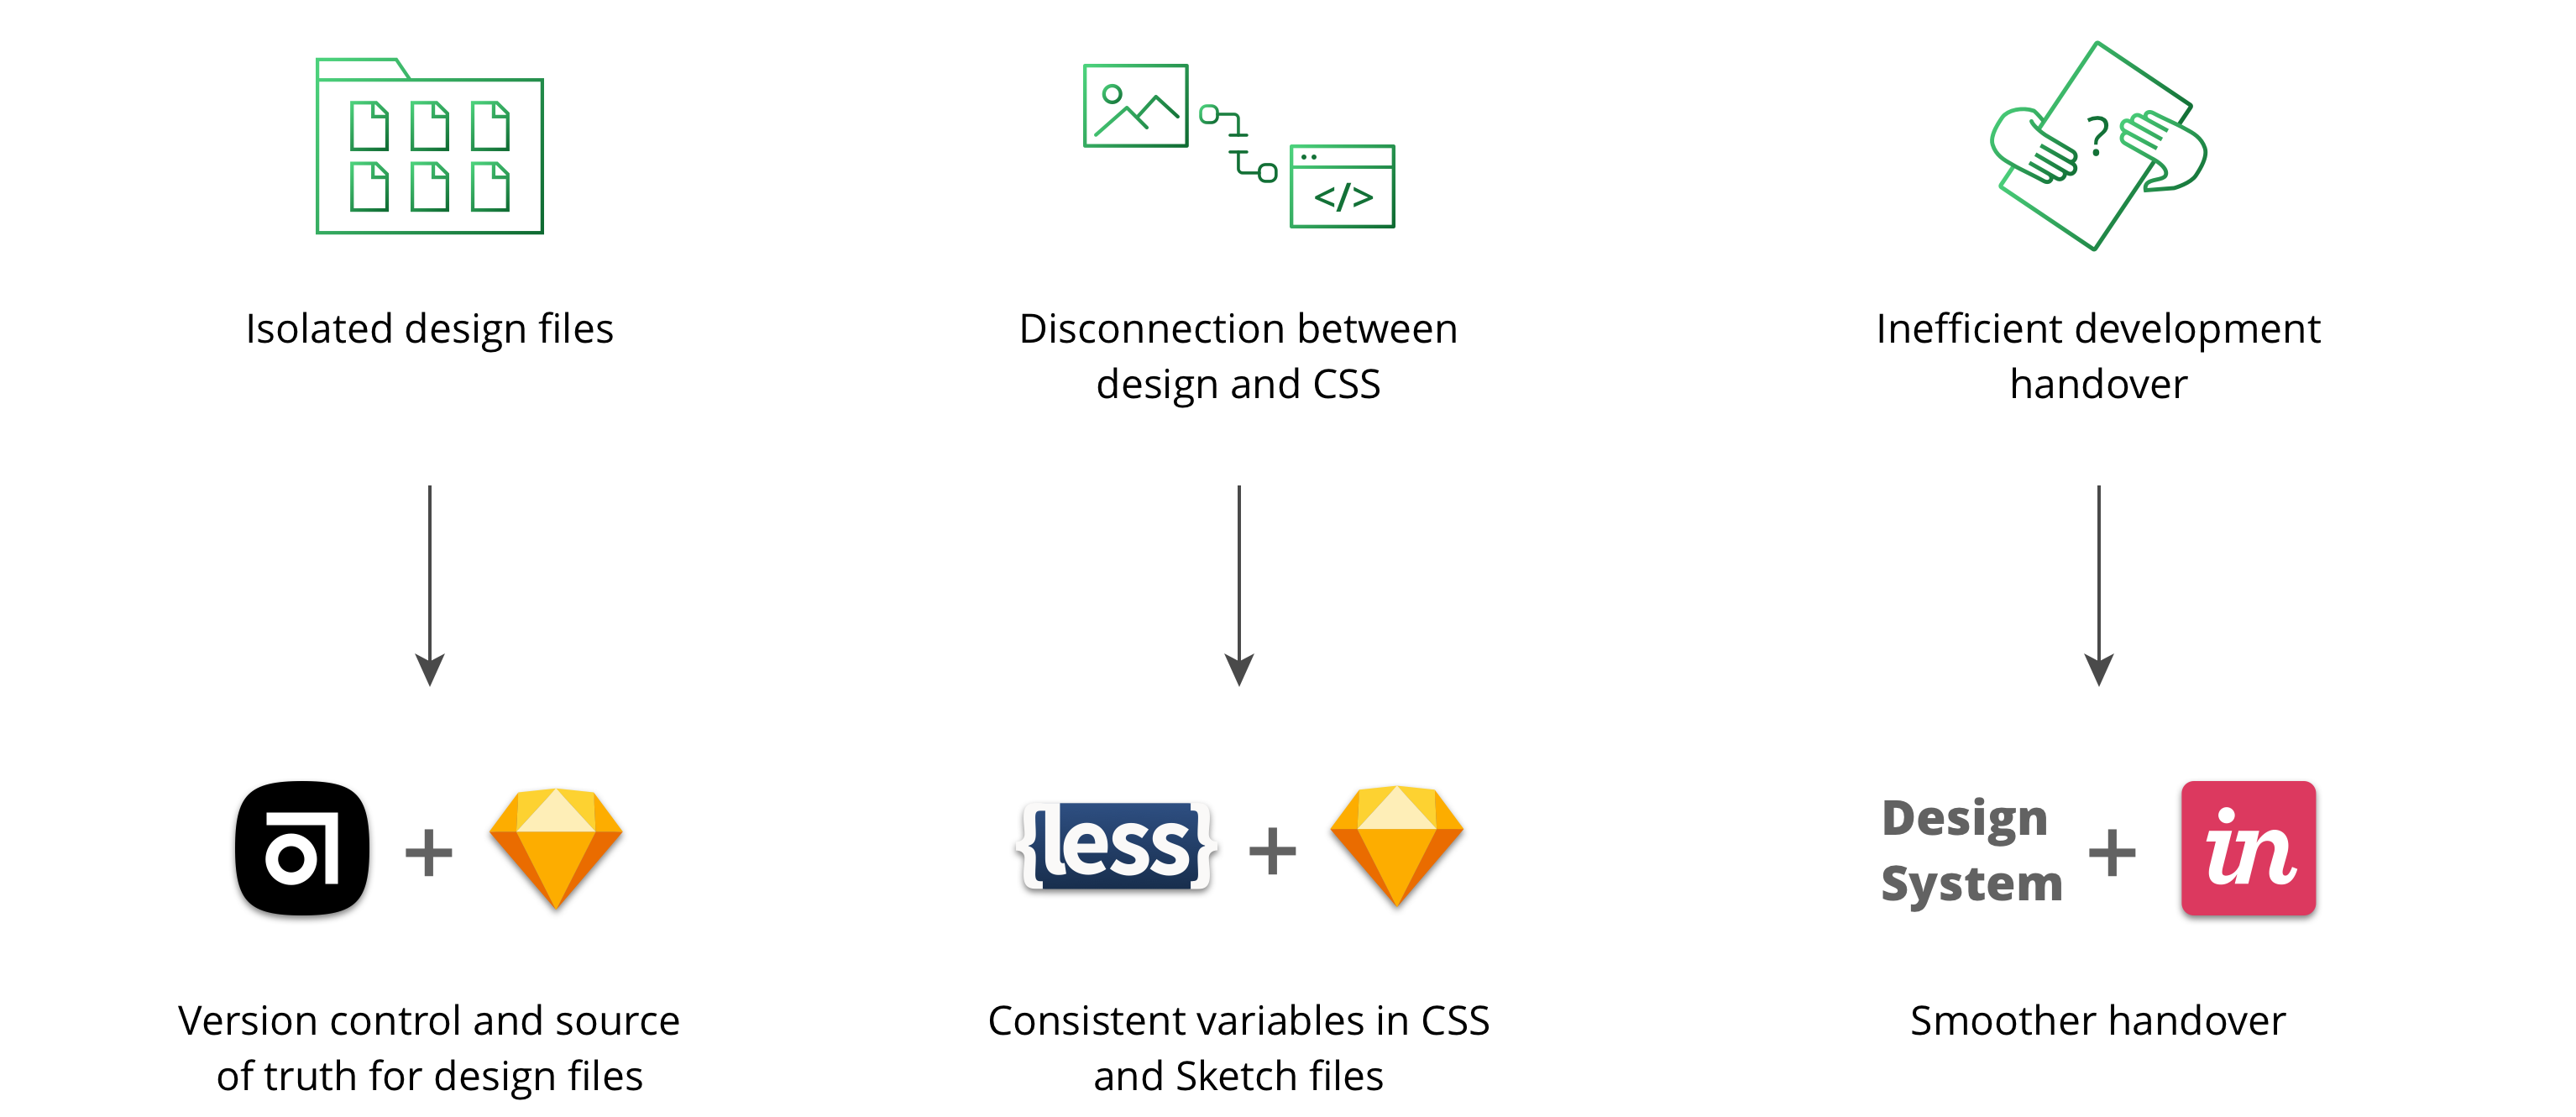 Isolated design files
Disconnection between
design and CSS
</>
?
Inefficient development
handover
+
Version control and source
of truth for design files
{less}
+
Consistent variables in CSS
and Sketch files
Design
System
+
in
Smoother handover